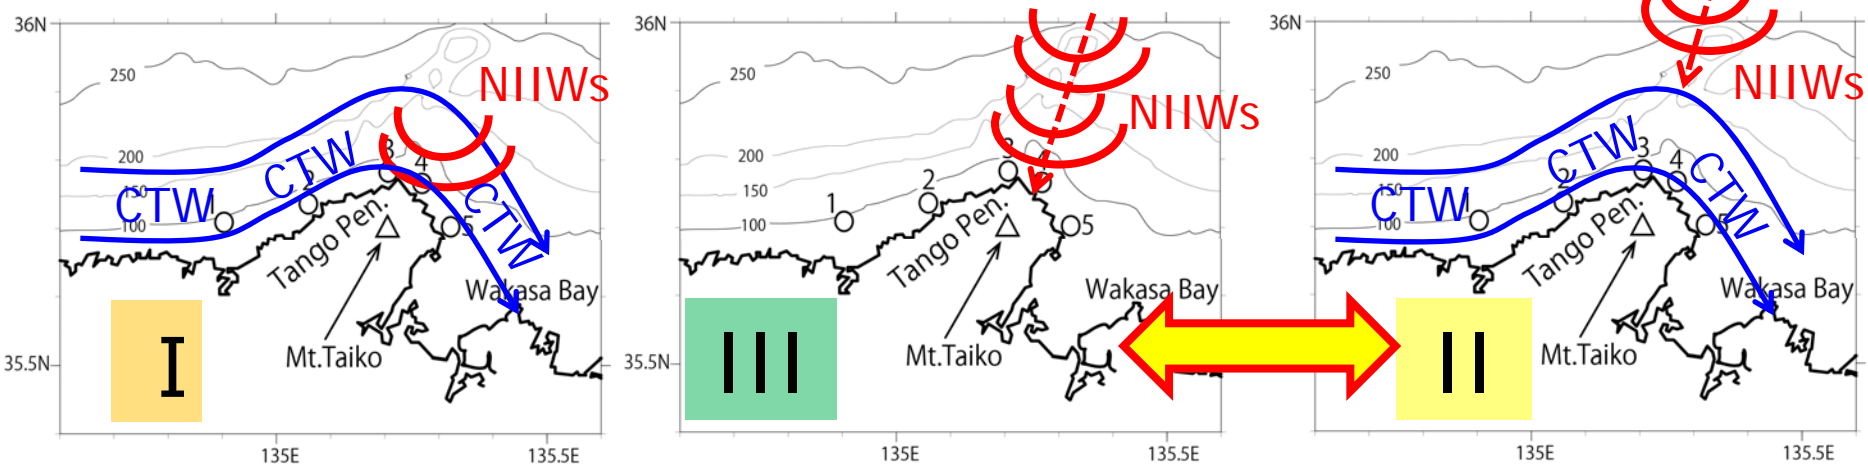 36N
250
200
150
100
NIIWs
CTW
CTW
CTW
1
2
3
4
5
Tango Pen.
Wakasa Bay
Mt.Taiko
I
35.5N
135E
135.5E
36N
250
200
150
100
NIIWs
1
2
3
5
Tango Pen.
Wakasa Bay
Mt.Taiko
III
35.5N
135E
135.5E
36N
250
200
150
100
NIIWs
CTW
CTW
CTW
1
2
3
4
5
Tango Pen.
Wakasa Bay
Mt.Taiko
II
135E
135.5E